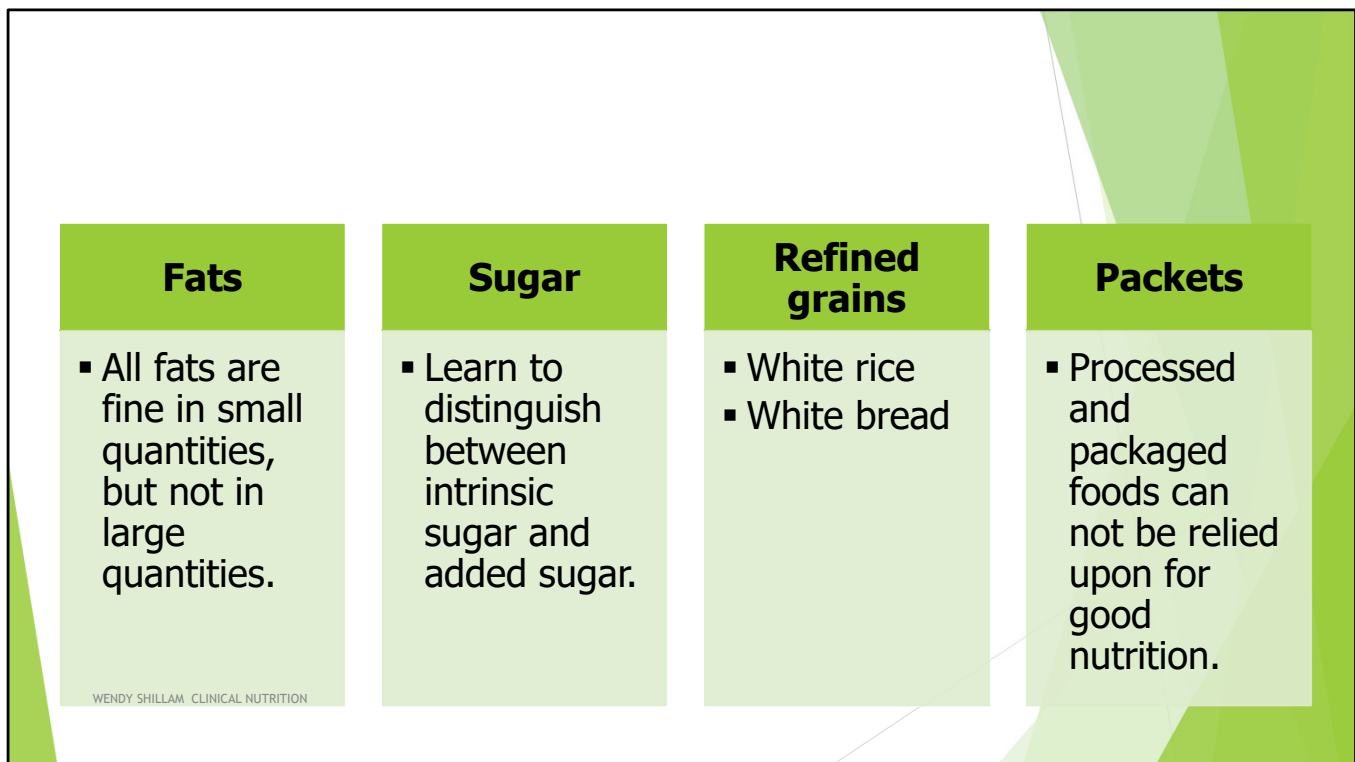 Fats
▪ All fats are
fine in small
quantities,
but not in
large
quantities.
Sugar
▪ Learn to
distinguish
between
intrinsic
sugar and
added sugar.
Refined
grains
▪ White rice
▪ White bread
Packets
▪ Processed
and
packaged
foods can
not be relied
upon for
good
nutrition.
WENDY SHILLAM CLINICAL NUTRITION